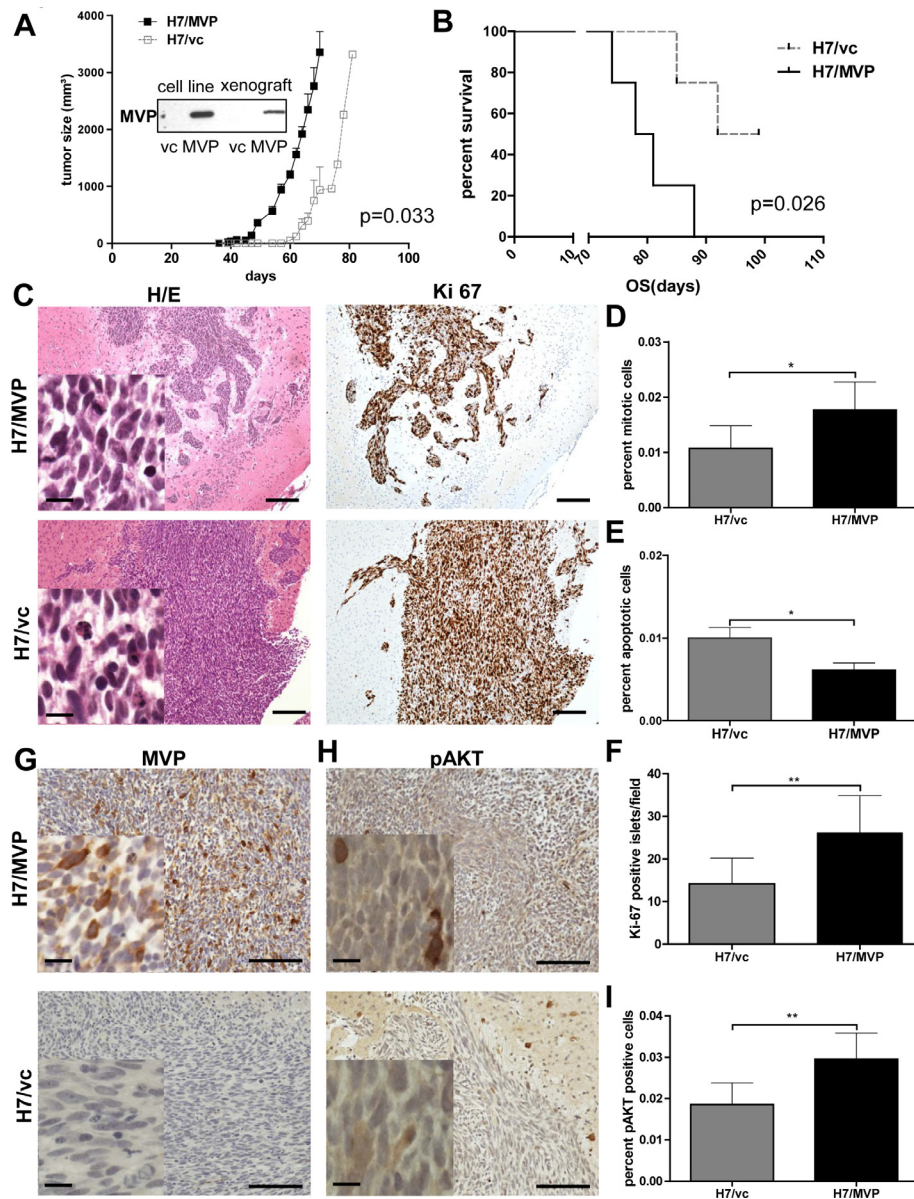 A
H7/MVP
H7/vc
4000
3000
2000
1000
0
tumor size (mm³)
cell line xenograft
MVP
vc MVP vc MVP
p=0.033
0 20 40 60 80 100
days
B
100
80
60
40
20
0
percent survival
H7/vc
H7/MVP
p=0.026
0 10 70 80 90 100 110
OS(days)
C
H/E
Ki 67
H7/MVP
H7/vc
D
0.03
0.02
0.01
0.00
percent mitotic cells
*
H7/vc H7/MVP
E
0.02
0.01
0.00
percent apoptotic cells
*
H7/vc H7/MVP
F
40
30
20
10
0
Ki-67 positive islets/field
**
H7/vc H7/MVP
G
MVP
H
pAKT
H7/MVP
H7/vc
I
0.04
0.03
0.02
0.01
0.00
percent pAKT positive cells
**
H7/vc H7/MVP